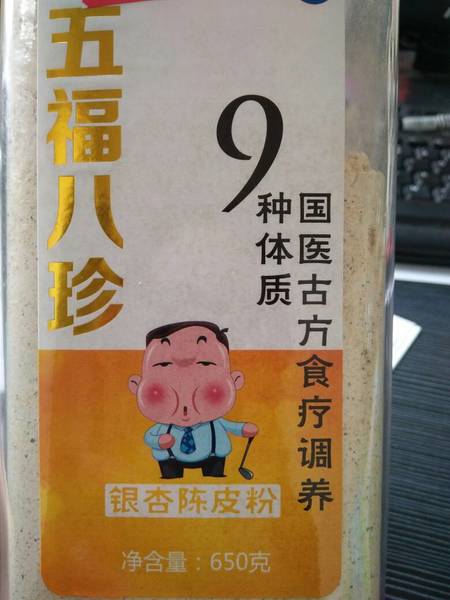 五福八珍
9种体质
国医古方食疗调养
银杏陈皮粉
净含量：650克